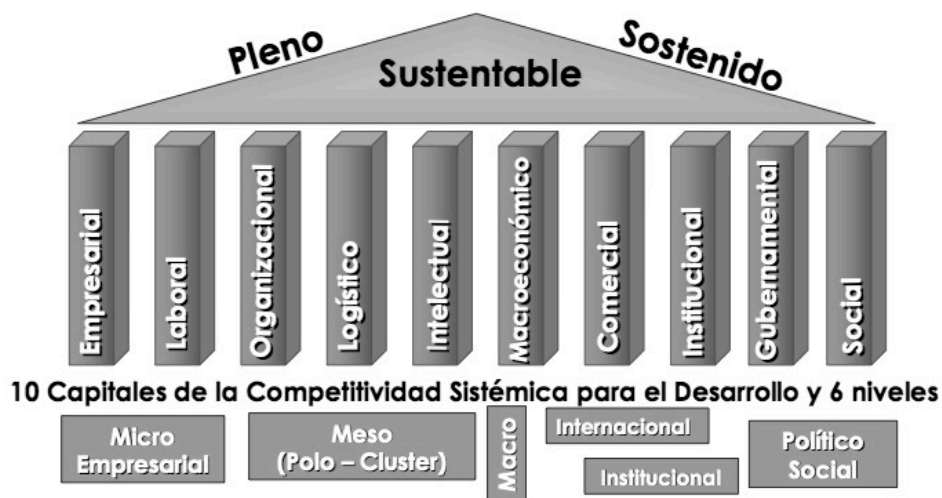 Pleno
Sostenido
Sustentable
Empresarial
Laboral
Organizacional
Logístico
Intelectual
Macroeconómico
Comercial
Institucional
Gubernamental
Social
10 Capitales de la Competitividad Sistémica para el Desarrollo y 6 niveles
Micro
Empresarial
Meso
(Polo – Cluster)
Macro
Internacional
Institucional
Político
Social